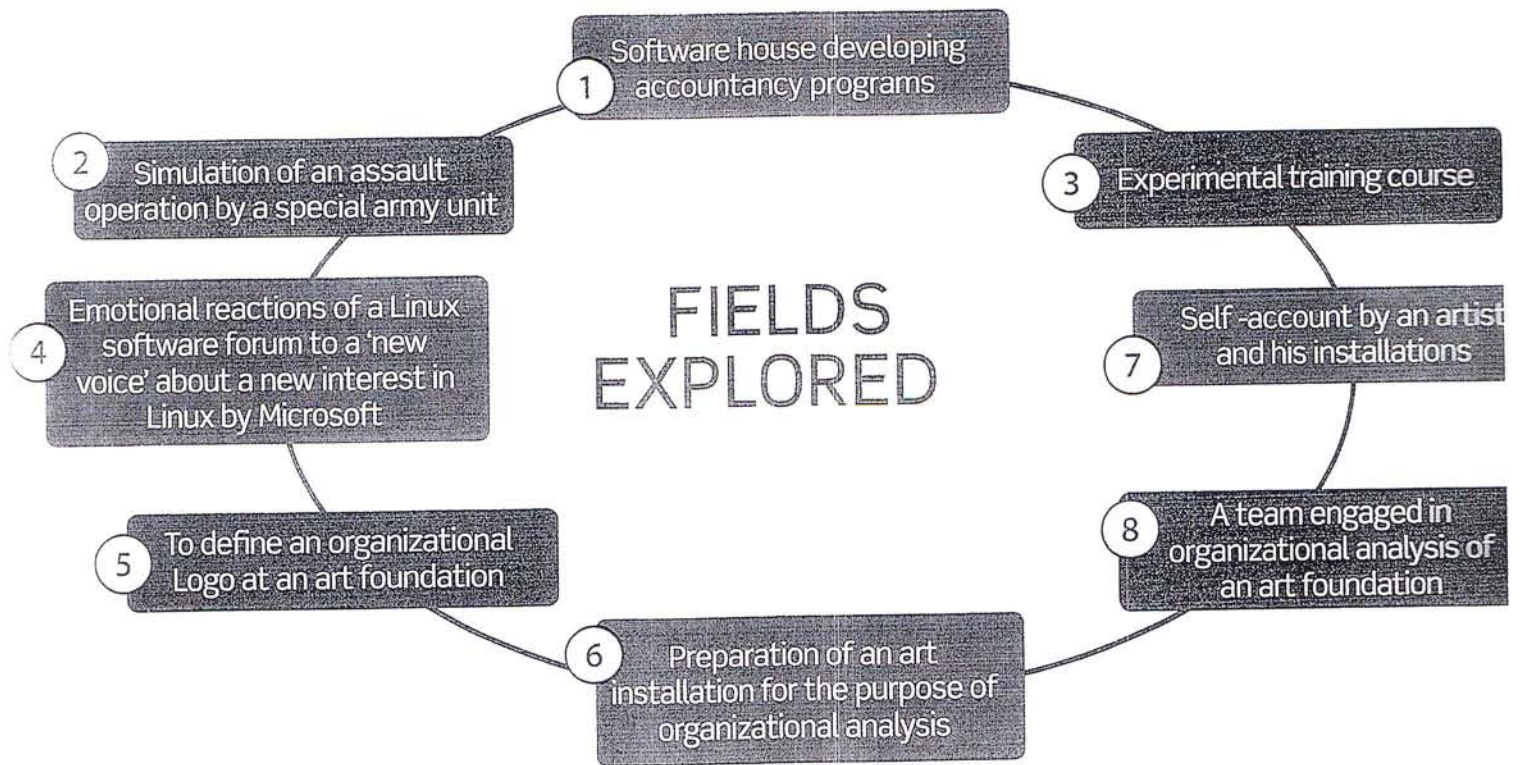 1
Software house developing
accountancy programs
2
Simulation of an assault
operation by a special army unit
3
Experimental training course
4
Emotional reactions of a Linux
software forum to a 'new
voice' about a new interest in
Linux by Microsoft
FIELDS
EXPLORED
7
Self -account by an artist
and his installations
5
To define an organizational
Logo at an art foundation
8
A team engaged in
organizational analysis of
an art foundation
6
Preparation of an art
installation for the purpose of
organizational analysis